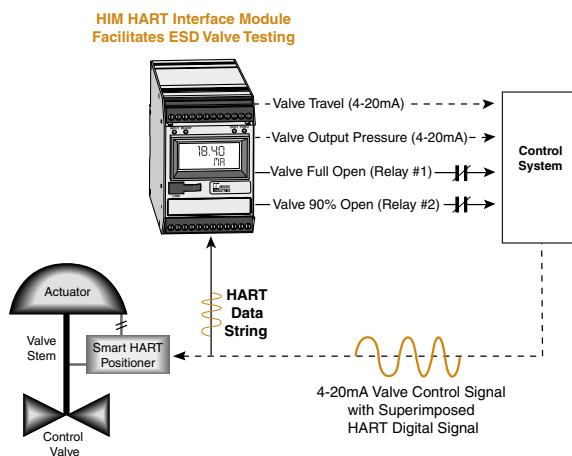 HIM HART Interface Module
Facilitates ESD Valve Testing
Valve Travel (4-20mA)
Valve Output Pressure (4-20mA)
Valve Full Open (Relay #1)
Valve 90% Open (Relay #2)
Control
System
18.40
MA
Actuator
Valve
Stem
Smart HART
Positioner
Control
Valve
HART
Data
String
4-20mA Valve Control Signal
with Superimposed
HART Digital Signal